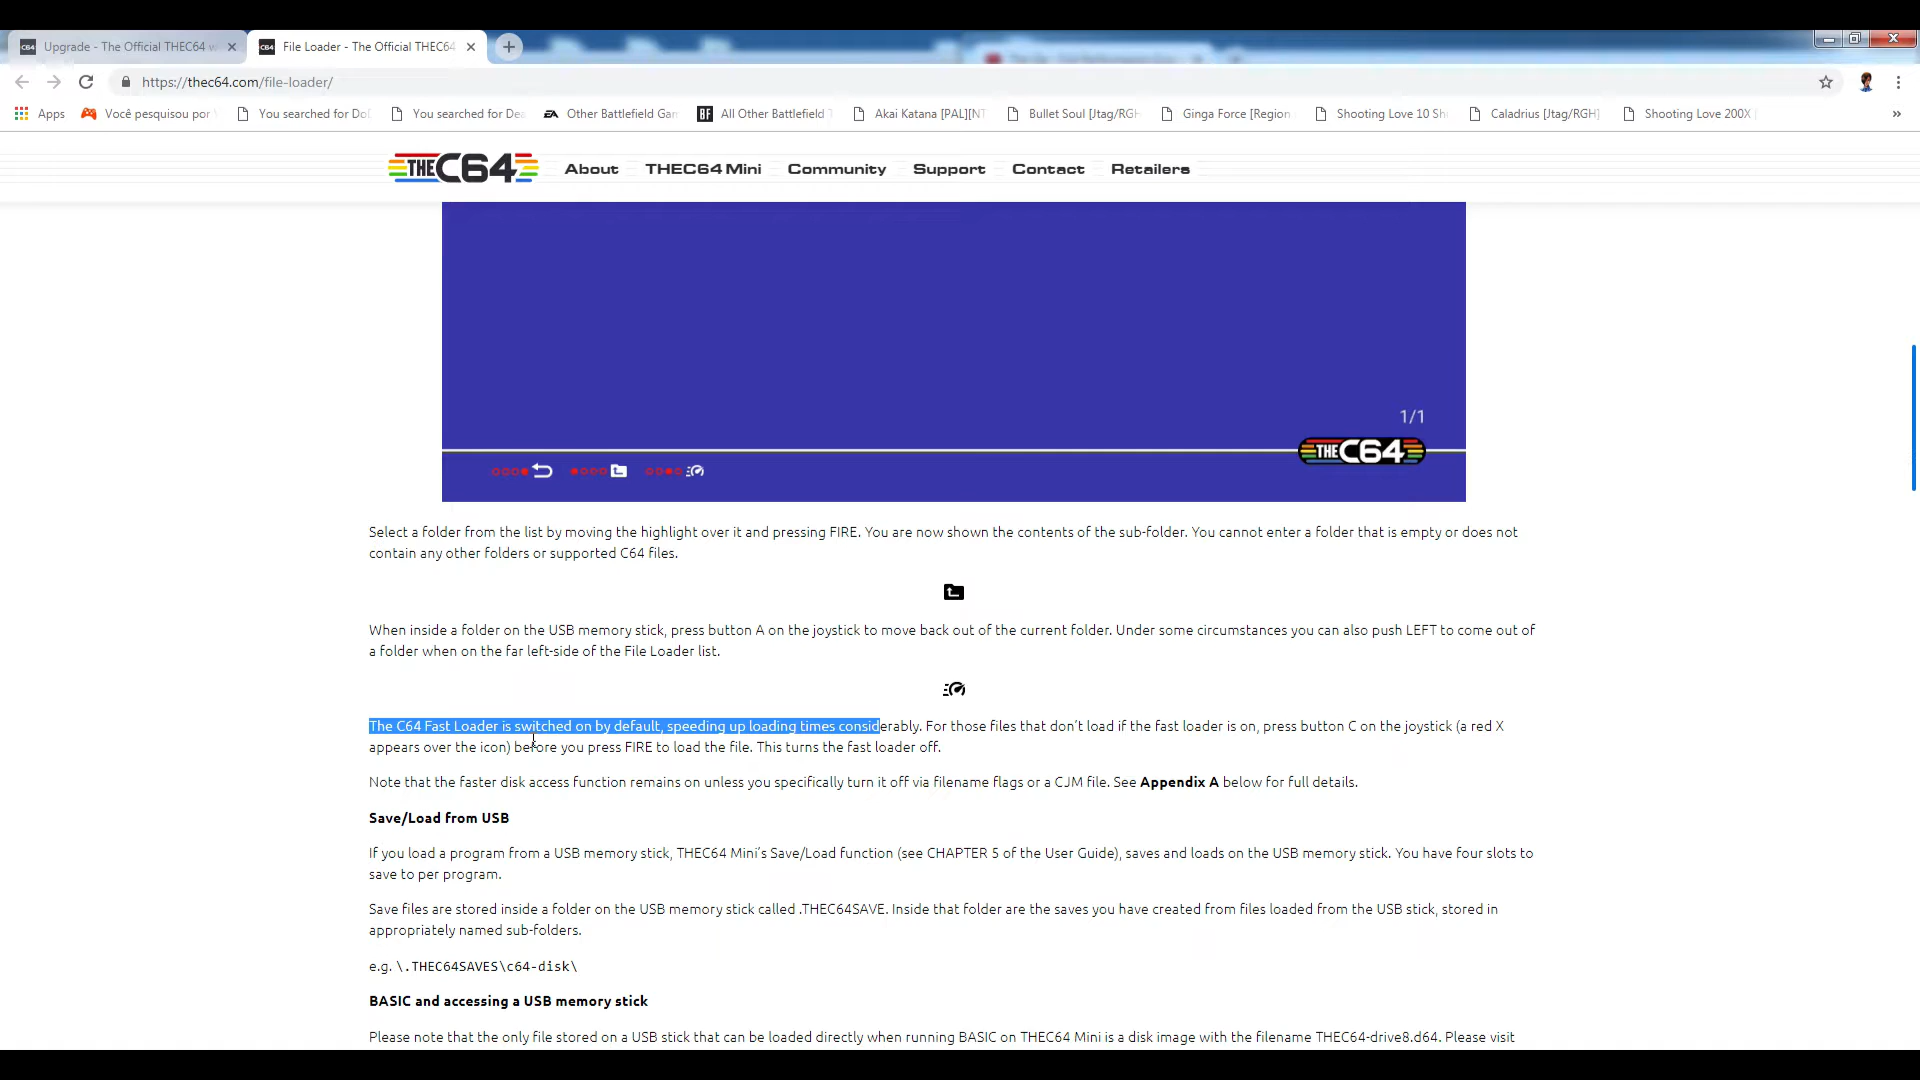 Upgrade - The Official THEC64 w
File Loader - The Official THEC64
https://thec64.com/file-loader/
Apps
Você pesquisou por
You searched for Do
You searched for Dea
Other Battlefield Gam
All Other Battlefield T
Akai Katana [PAL][NT
Bullet Soul [Jtag/RGH
Ginga Force [Region
Shooting Love 10 Sh
Caladrius [Jtag/RGH]
Shooting Love 200X
THEC64 About THEC64 Mini Community Support Contact Retailers
1/1
THEC64
Select a folder from the list by moving the highlight over it and pressing FIRE. You are now shown the contents of the sub-folder. You cannot enter a folder that is empty or does not
contain any other folders or supported C64 files.
When inside a folder on the USB memory stick, press button A on the joystick to move back out of the current folder. Under some circumstances you can also push LEFT to come out of
a folder when on the far left-side of the File Loader list.
The C64 Fast Loader is switched on by default, speeding up loading times considerably. For those files that don’t load if the fast loader is on, press button C on the joystick (a red X
appears over the icon) before you press FIRE to load the file. This turns the fast loader off.
Note that the faster disk access function remains on unless you specifically turn it off via filename flags or a CJM file. See Appendix A below for full details.
Save/Load from USB
If you load a program from a USB memory stick, THEC64 Mini’s Save/Load function (see CHAPTER 5 of the User Guide), saves and loads on the USB memory stick. You have four slots to
save to per program.
Save files are stored inside a folder on the USB memory stick called .THEC64SAVE. Inside that folder are the saves you have created from files loaded from the USB stick, stored in
appropriately named sub-folders.
e.g. \.THEC64SAVES\c64-disk\
BASIC and accessing a USB memory stick
Please note that the only file stored on a USB stick that can be loaded directly when running BASIC on THEC64 Mini is a disk image with the filename THEC64-drive8.d64. Please visit